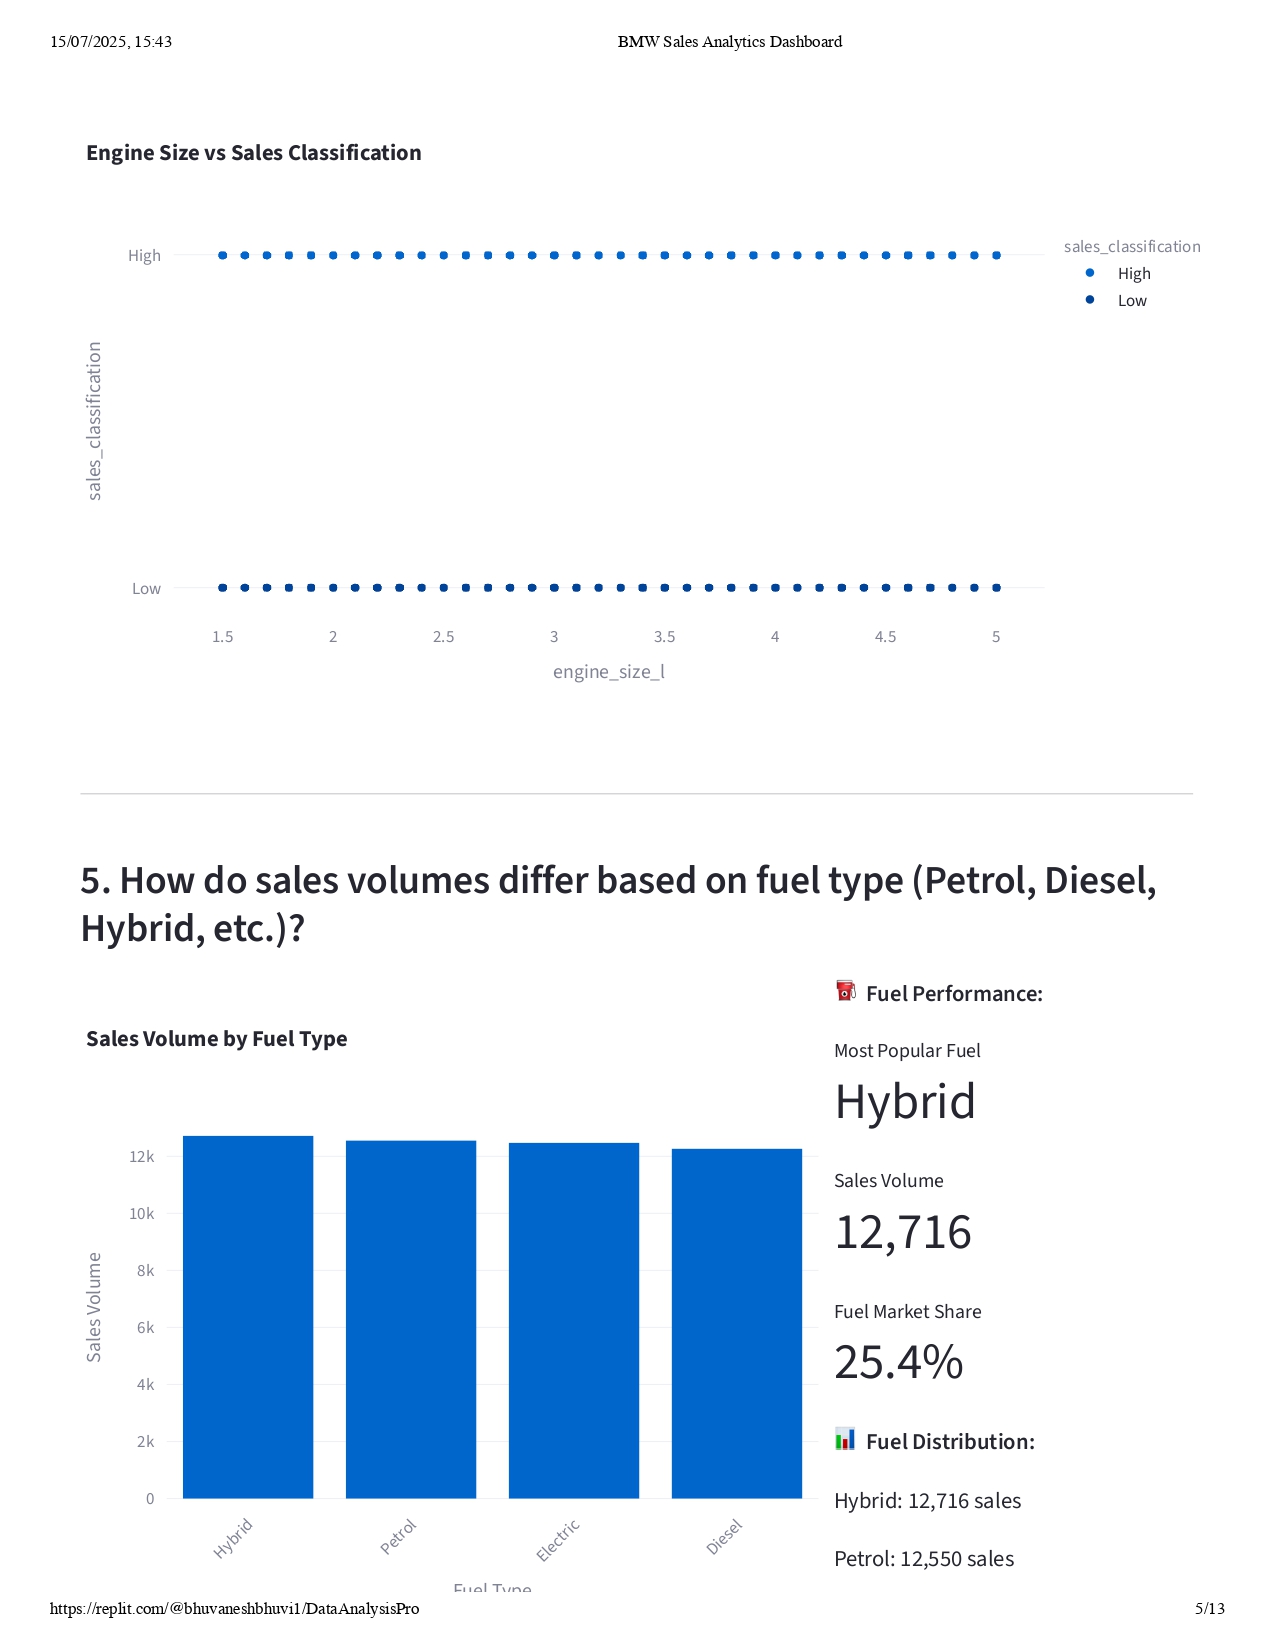 15/07/2025, 15:43
BMW Sales Analytics Dashboard
Engine Size vs Sales Classification
High
Low
sales_classification
1.5
2
2.5
3
3.5
4
4.5
5
engine_size_l
sales_classification
High
Low
5. How do sales volumes differ based on fuel type (Petrol, Diesel,
Hybrid, etc.)?
Sales Volume by Fuel Type
12k
10k
8k
6k
4k
2k
0
Sales Volume
Hybrid
Petrol
Electric
Diesel
Fuel Type
Fuel Performance:
Most Popular Fuel
Hybrid
Sales Volume
12,716
Fuel Market Share
25.4%
Fuel Distribution:
Hybrid: 12,716 sales
Petrol: 12,550 sales
https://replit.com/@bhuvaneshbhuvi1/DataAnalysisPro
5/13